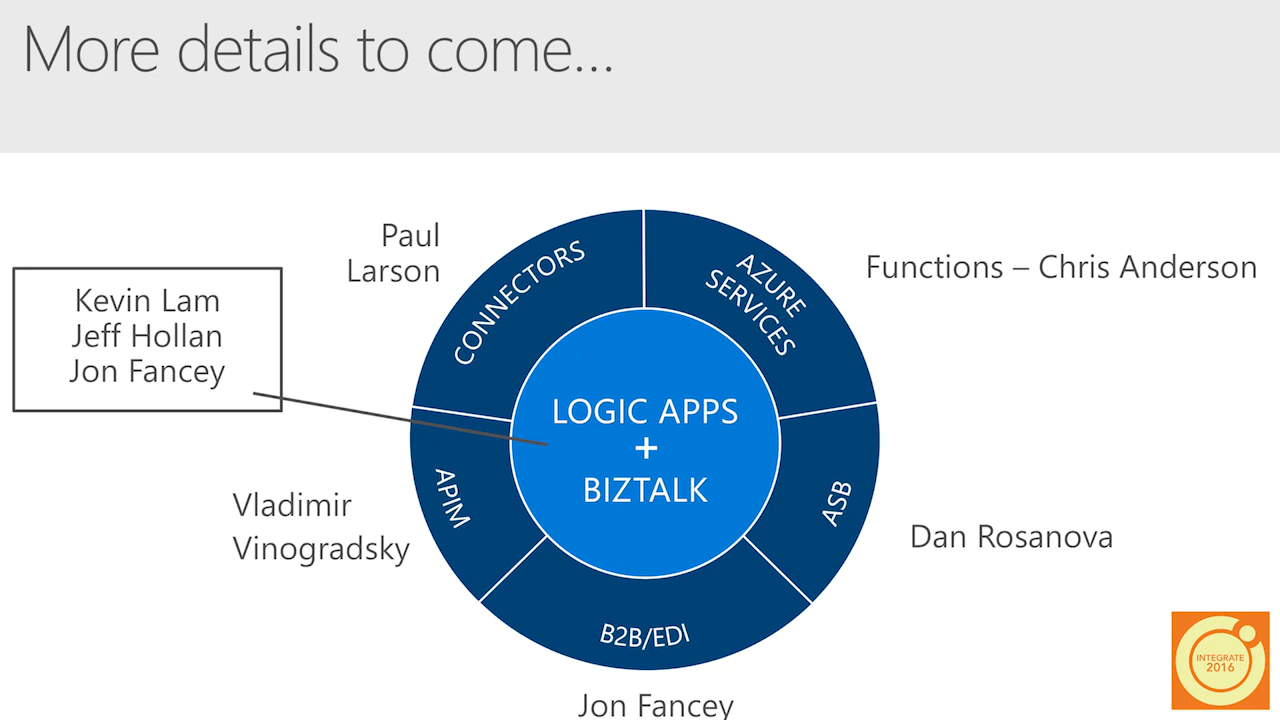 More details to come...
Paul
Larson
CONNECTORS
AZURE
SERVICES
Functions – Chris Anderson
Kevin Lam
Jeff Hollan
Jon Fancey
LOGIC APPS
+
BIZTALK
APIM
ASB
Vladimir
Vinogradsky
Dan Rosanova
B2B/EDI
Jon Fancey
INTEGRATE
2016